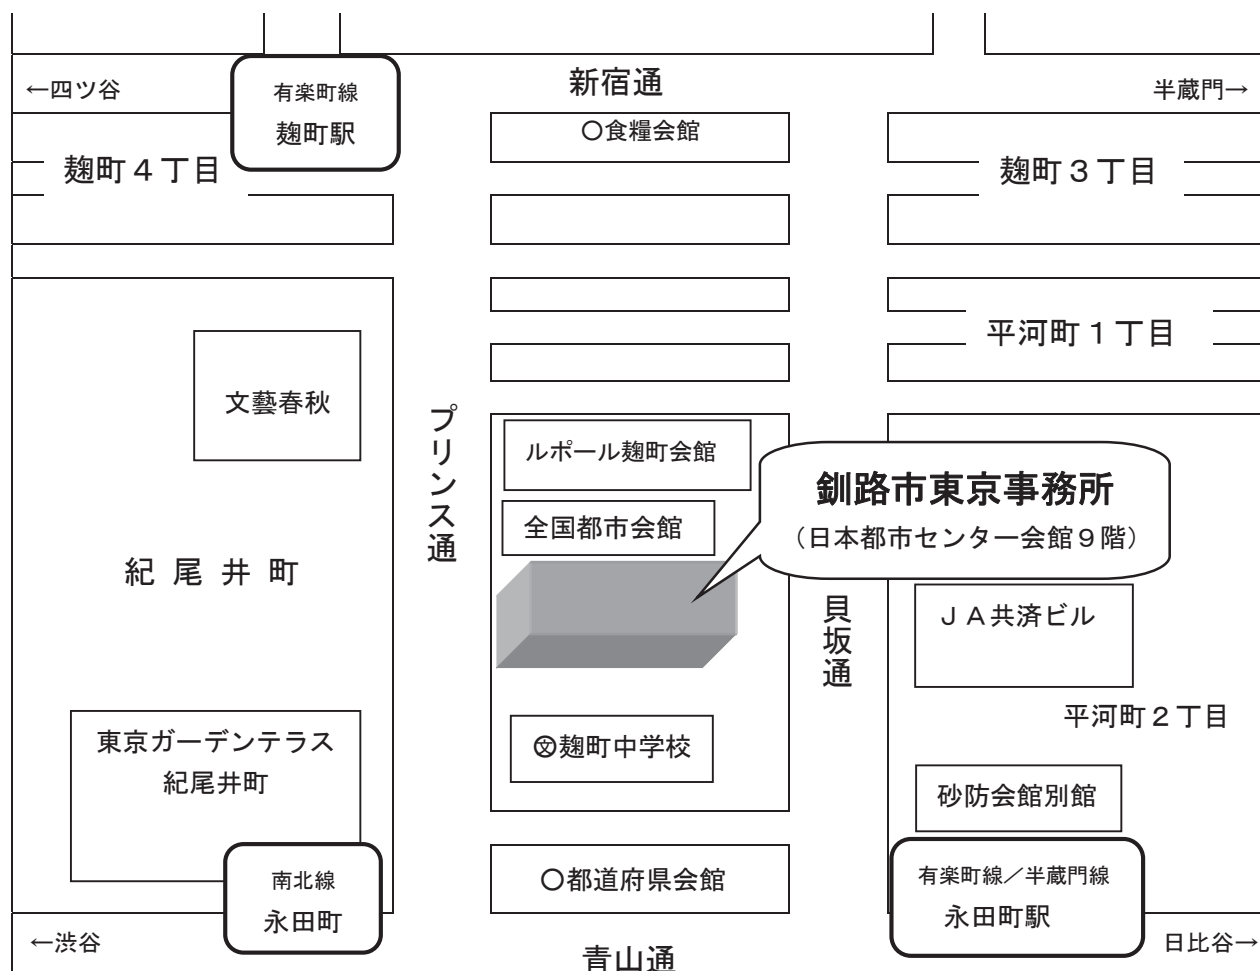 新宿通
←四ツ谷
有楽町線
麹町駅
半蔵門→
○食糧会館
麹町４丁目
麹町３丁目
平河町１丁目
文藝春秋
プリンス通
ルポール麹町会館
釧路市東京事務所
（日本都市センター会館９階）
全国都市会館
紀尾井町
貝坂通
ＪＡ共済ビル
平河町２丁目
東京ガーデンテラス
紀尾井町
㉆麹町中学校
砂防会館別館
南北線
永田町
○都道府県会館
有楽町線／半蔵門線
永田町駅
←渋谷
青山通
日比谷→